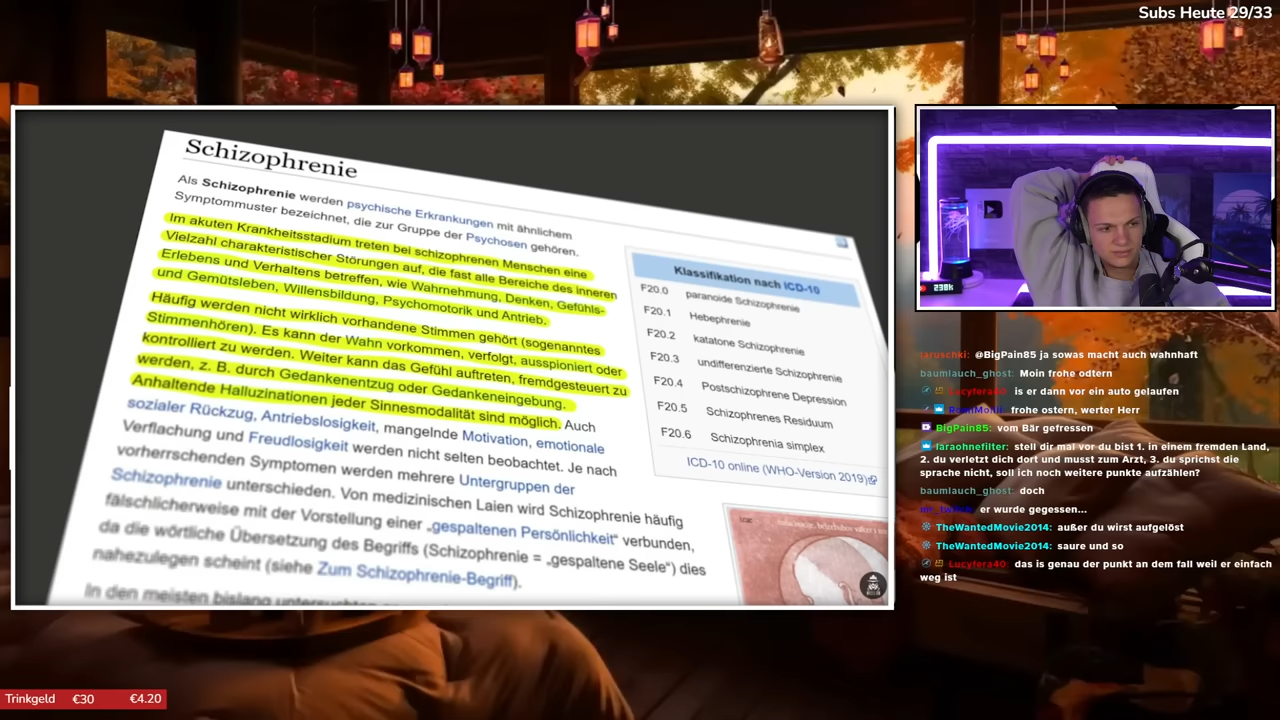 Subs Heute 29/33
Schizophrenie
Als Schizophrenie werden psychische Erkrankungen mit ähnlichem
Symptommuster bezeichnet, die zur Gruppe der Psychosen gehören.
Im akuten Krankheitsstadium treten bei schizophrenen Menschen eine
Vielzahl charakteristischer Störungen auf, die fast alle Bereiche des inneren
Erlebens und Verhaltens betreffen, wie Wahrnehmung, Denken, Gefühls-
und Gemütsleben, Willensbildung, Psychomotorik und Antrieb.
Häufig werden nicht wirklich vorhandene Stimmen gehört (sogenanntes
Stimmenhören). Es kann der Wahn vorkommen, verfolgt, ausspioniert oder
kontrolliert zu werden. Weiter kann das Gefühl auftreten, fremdgesteuert zu
werden, z. B. durch Gedankenentzug oder Gedankeneingebung.
Anhaltende Halluzinationen jeder Sinnesmodalität sind möglich. Auch
sozialer Rückzug, Antriebslosigkeit, mangelnde Motivation, emotionale
Verflachung und Freudlosigkeit werden nicht selten beobachtet. Je nach
vorherrschenden Symptomen werden mehrere Untergruppen der
Schizophrenie unterschieden. Von medizinischen Laien wird Schizophrenie häufig
fälschlicherweise mit der Vorstellung einer „gespaltenen Persönlichkeit“ verbunden,
da die wörtliche Übersetzung des Begriffs (Schizophrenie = „gespaltene Seele“) dies
nahezulegen scheint (siehe Zum Schizophrenie-Begriff).
In den meisten bislang untersuchten
Klassifikation nach ICD-10
F20.0 paranoide Schizophrenie
F20.1 Hebephrenie
F20.2 katatone Schizophrenie
F20.3 undifferenzierte Schizophrenie
F20.4 Postschizophrene Depression
F20.5 Schizophrenes Residuum
F20.6 Schizophrenia simplex
ICD-10 online (WHO-Version 2019)
238k
jaruschki: @BigPain85 ja sowas macht auch wahnhaft
baumlauch_ghost: Moin frohe odtern
Lucyfera40: is er dann vor ein auto gelaufen
frohe ostern, werter Herr
BigPain85: vom Bär gefressen
laraohnefilter: stell dir mal vor du bist 1. in einem fremden Land,
2. du verletzt dich dort und musst zum Arzt, 3. du sprichst die
sprache nicht, soll ich noch weitere punkte aufzählen?
baumlauch_ghost: doch
er wurde gegessen...
TheWantedMovie2014: außer du wirst aufgelöst
TheWantedMovie2014: saure und so
Lucyfera40: das is genau der punkt an dem fall weil er einfach
weg ist
Trinkgeld €30 €4.20